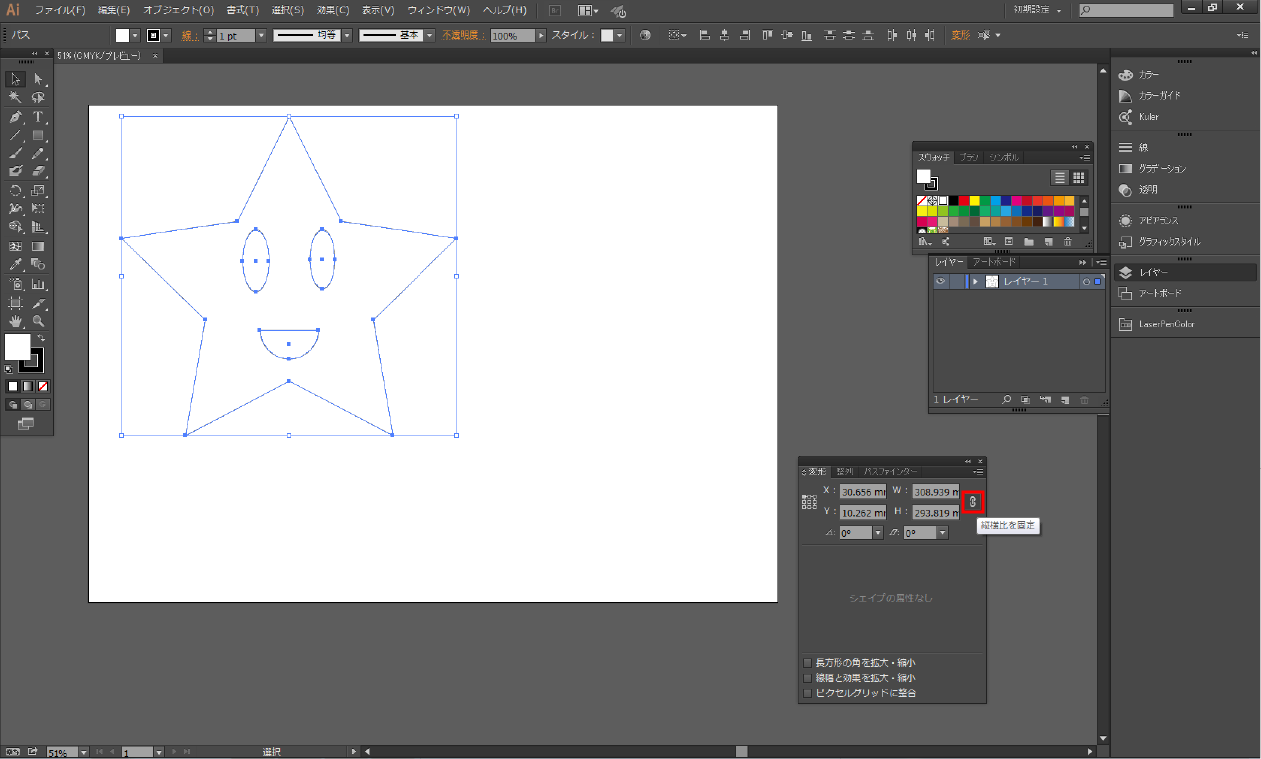 Ai ファイル(F) 編集(E) オブジェクト(O) 書式(T) 選択(S) 効果(C) 表示(V) ウィンドウ(W) ヘルプ(H) Br 初期設定
パス 線: 1 pt 均等 基本 不透明度: 100% スタイル: 変形
51% (CMYK/プレビュー) ×
カラー
カラーガイド
Kuler
線
グラデーション
透明
アピアランス
グラフィックスタイル
レイヤー
アートボード
LaserPenColor
スウォッチ ブラシ シンボル
レイヤー アートボード
レイヤー 1
1 レイヤー
変形 整列 パスファインダー
X: 30.656 mm W: 308.939 m
Y: 10.262 mm H: 293.819 m
縦横比を固定
0° 0°
シェイプの属性なし
長方形の角を拡大・縮小
線幅と効果を拡大・縮小
ピクセルグリッドに整合
51% 1 選択